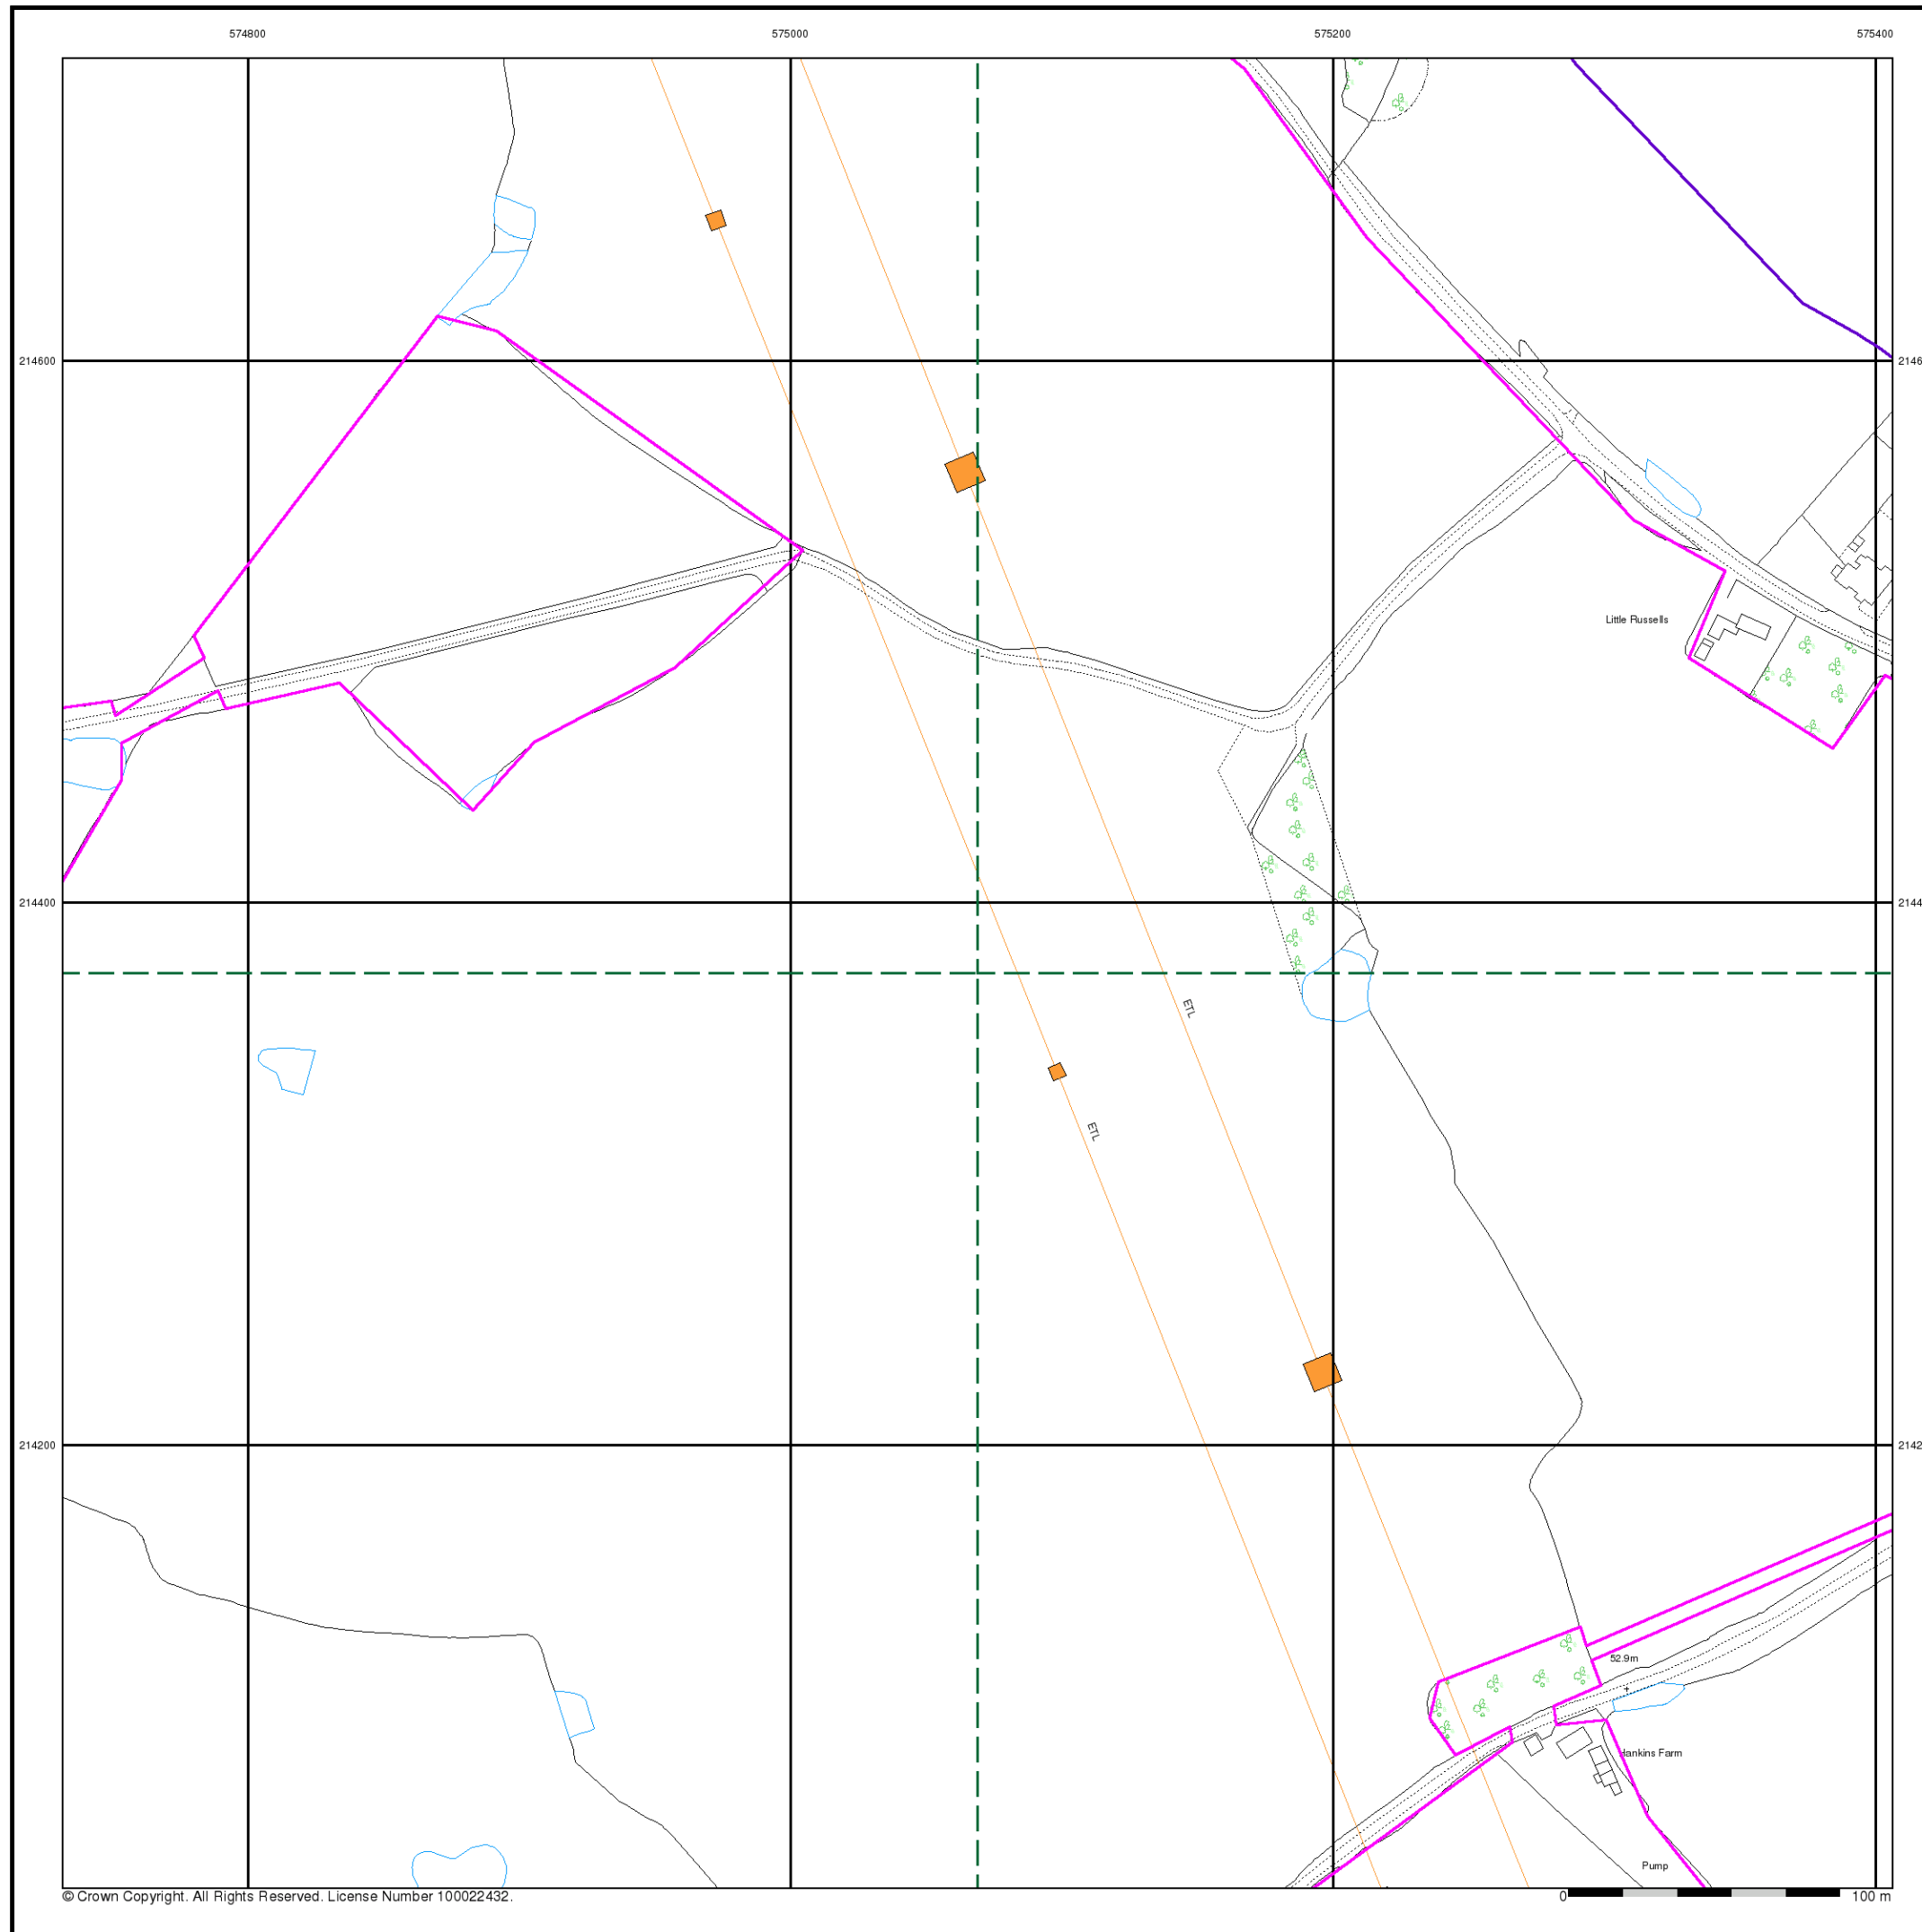 574800 575000 575200 575400
214600 2146
Little Russells
214400 2144
ETL
ETL
214200 2142
52.9m
Hankins Farm
Pump
© Crown Copyright. All Rights Reserved. License Number 100022432. 0 100 m